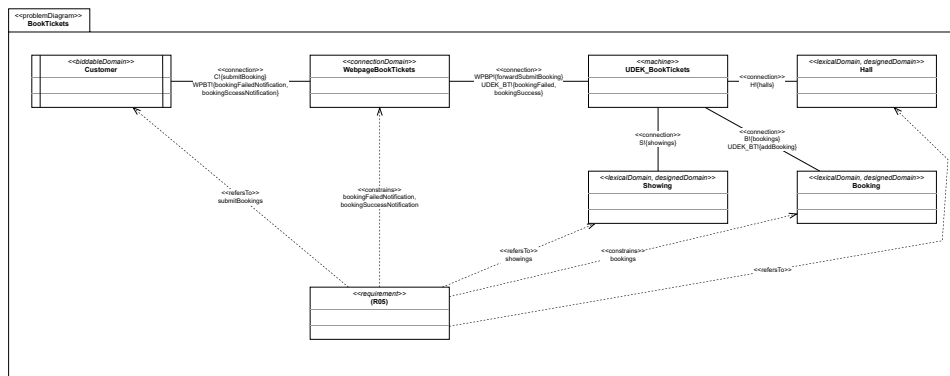 <<problemDiagram>>
BookTickets
<<biddableDomain>>
Customer
<<connection>>
C!{submitBooking}
WPBT!{bookingFailedNotification,
bookingSccessNotification}
<<connectionDomain>>
WebpageBookTickets
<<connection>>
WPBP!{forwardSubmitBooking}
UDEK_BT!{bookingFailed,
bookingSuccess}
<<machine>>
UDEK_BookTickets
<<connection>>
H!{halls}
<<lexicalDomain, designedDomain>>
Hall
<<connection>>
S!{showings}
<<connection>>
B!{bookings}
UDEK_BT!{addBooking}
<<lexicalDomain, designedDomain>>
Showing
<<lexicalDomain, designedDomain>>
Booking
<<refersTo>>
submitBookings
<<constrains>>
bookingFailedNotification,
bookingSuccessNotification
<<refersTo>>
showings
<<constrains>>
bookings
<<refersTo>>
<<requirement>>
(R05)